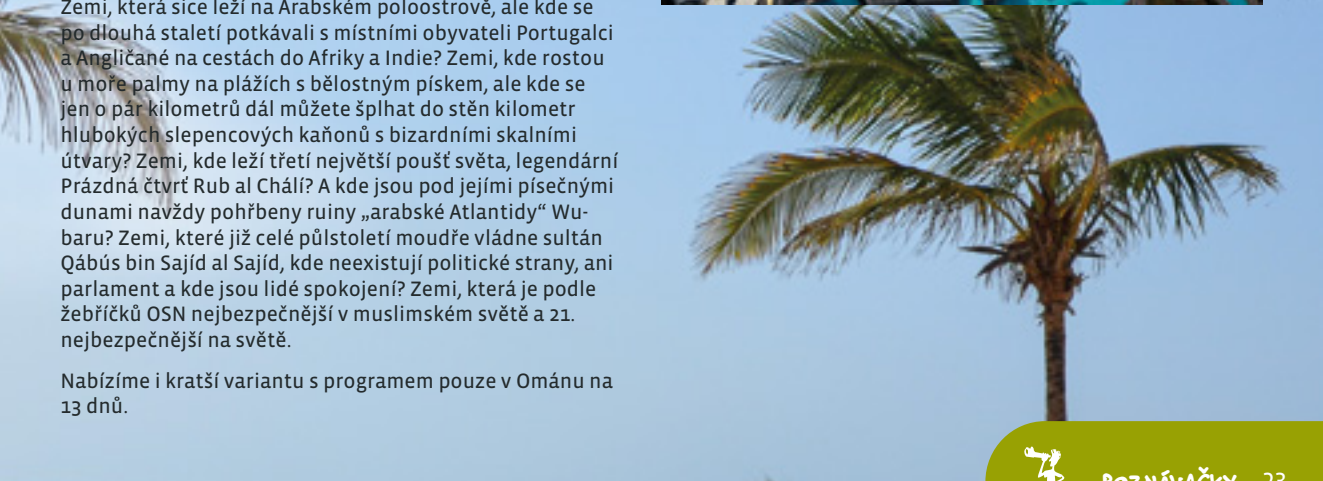 Zemi, která sice leží na Arabském poloostrově, ale kde se
po dlouhá staletí potkávali s místními obyvateli Portugalci
a Angličané na cestách do Afriky a Indie? Zemi, kde rostou
u moře palmy na plážích s bělostným pískem, ale kde se
jen o pár kilometrů dál můžete šplhat do stěn kilometr
hlubokých slepencových kaňonů s bizardními skalními
útvary? Zemi, kde leží třetí největší poušť světa, legendární
Prázdná čtvrť Rub al Chálí? A kde jsou pod jejími písečnými
dunami navždy pohřbeny ruiny „arabské Atlantidy“ Wu-
baru? Zemi, které již celé půlstoletí moudře vládne sultán
Qábús bin Sajíd al Sajíd, kde neexistují politické strany, ani
parlament a kde jsou lidé spokojení? Zemi, která je podle
žebříčků OSN nejbezpečnější v muslimském světě a 21.
nejbezpečnější na světě.
Nabízíme i kratší variantu s programem pouze v Ománu na
13 dnů.
POZNÁVAČKY 23